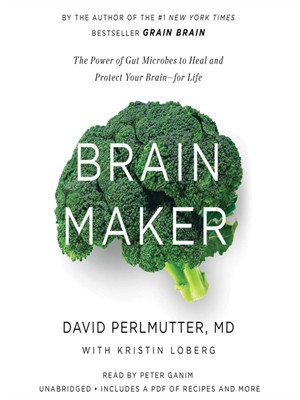 BY THE AUTHOR OF THE #1 NEW YORK TIMES
BESTSELLER GRAIN BRAIN
The Power of Gut Microbes to Heal and
Protect Your Brain—for Life
BRAIN
MAKER
DAVID PERLMUTTER, MD
WITH KRISTIN LOBERG
READ BY PETER GANIM
UNABRIDGED • INCLUDES A PDF OF RECIPES AND MORE